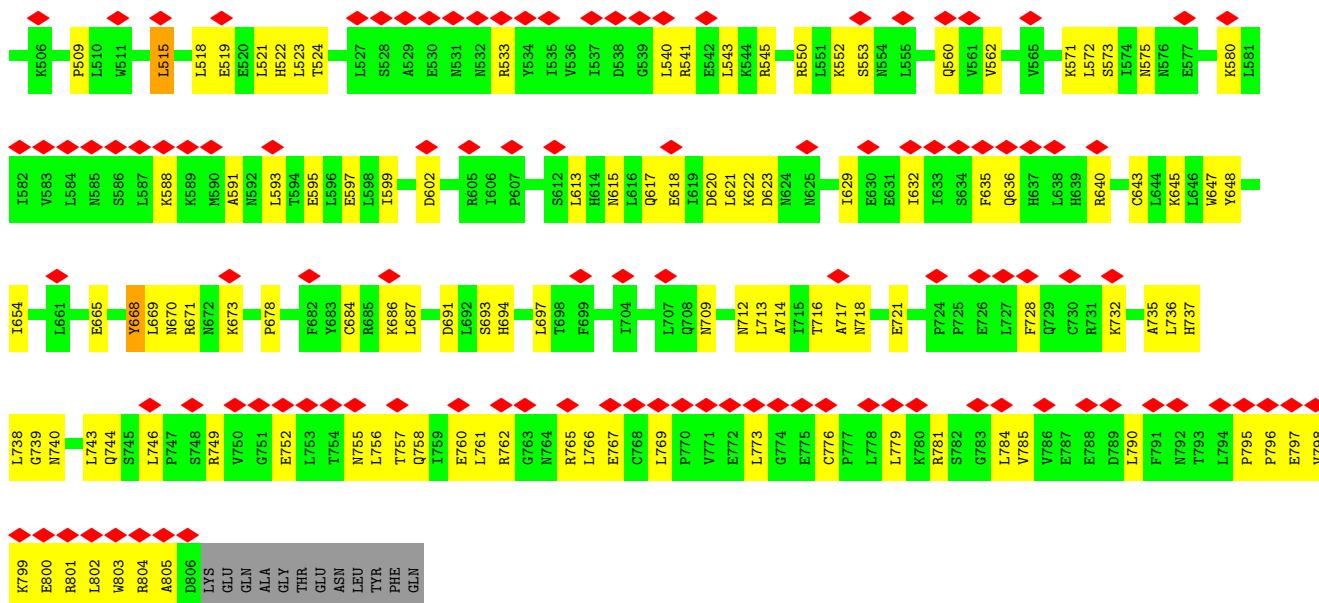 K506 P509 L510 W511 L515 L518 E519 E520 L521 H522 L523 T524 L527 S528 A529 E530 N531 N532 R533 Y534 I535 V536 I537 D538 G539 L540 R541 E542 L543 K544 R545 R550 L551 K552 S553 N554 L555 Q560 V561 V562 V565 K571 L572 S573 I574 N575 N576 E577 K580 L581
I582 V583 L584 N585 S586 L587 K588 K589 M590 A591 N592 L593 T594 E595 L596 E597 L598 I599 D602 R605 I606 P607 S612 L613 H614 N615 L616 Q617 E618 I619 D620 L621 K622 D623 N624 N625 I629 E630 E631 I632 I633 S634 F635 Q636 H637 L638 H639 R640 C643 L644 K645 L646 W647 Y648
I654 L661 E665 Y668 L669 N670 R671 N672 K673 P678 F682 Y683 C684 R685 K686 L687 D691 L692 S693 H694 L697 T698 F699 I704 L707 Q708 N709 N712 L713 A714 I715 T716 A717 N718 E721 P724 P725 E726 L727 F728 Q729 C730 R731 K732 A735 L736 H737
L738 G739 N740 L743 Q744 S745 L746 P747 S748 R749 V750 G751 E752 L753 T754 N755 L756 T757 Q758 I759 E760 L761 R762 G763 N764 R765 L766 E767 C768 L769 P770 V771 E772 L773 G774 E775 C776 P777 L778 L779 K780 R781 S782 G783 L784 V785 V786 E787 E788 D789 L790 F791 N792 T793 L794 P795 P796 E797 V798
K799 E800 R801 L802 W803 R804 A805 D806 LYS GLU GLN ALA GLY THR GLU ASN LEU TYR PHE GLN